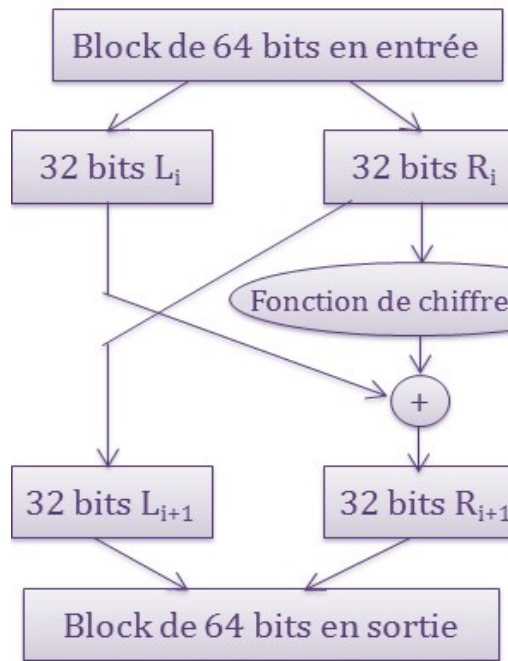 Block de 64 bits en entrée
32 bits Lᵢ 32 bits Rᵢ
Fonction de chiffre
+
32 bits Lᵢ₊₁ 32 bits Rᵢ₊₁
Block de 64 bits en sortie